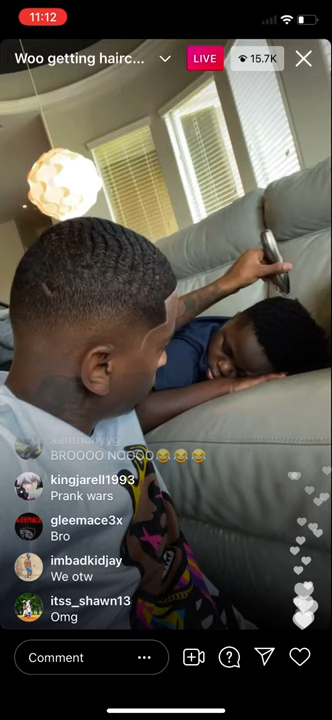 11:12
Woo getting hairc...
LIVE
15.7K
xanthonyyg
BROOOO NOOOO😂😂😂
kingjarell1993
Prank wars
gleemace3x
Bro
imbadkidjay
We otw
itss_shawn13
Omg
Comment